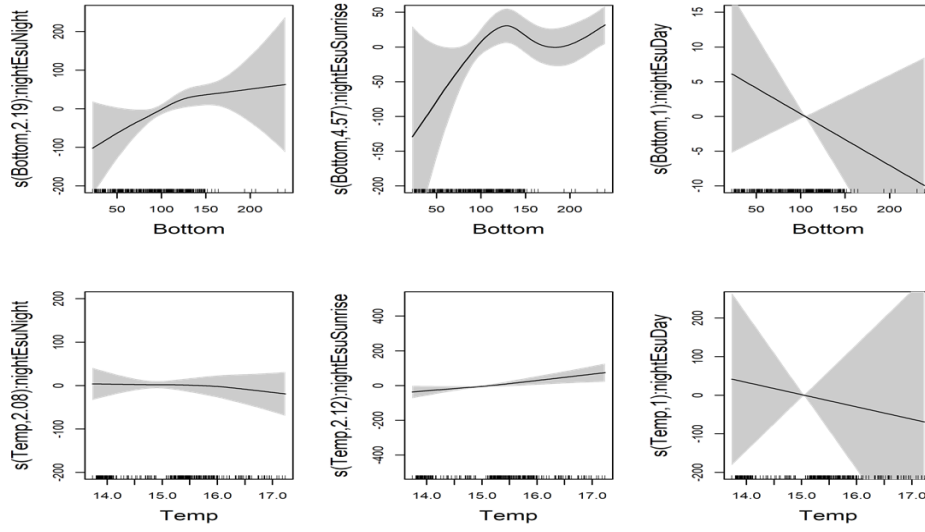 s(Bottom,2.19):nightEsuNight
200
100
0
-100
-200
50 100 150 200
Bottom
s(Bottom,4.57):nightEsuSunrise
50
0
-50
-100
-200
50 100 150 200
Bottom
s(Bottom,1):nightEsuDay
15
10
5
0
-5
-10
50 100 150 200
Bottom
s(Temp,2.08):nightEsuNight
200
100
0
-100
-200
14.0 15.0 16.0 17.0
Temp
s(Temp,2.12):nightEsuSunrise
400
200
0
-200
-400
14.0 15.0 16.0 17.0
Temp
s(Temp,1):nightEsuDay
200
100
0
-100
-200
14.0 15.0 16.0 17.0
Temp